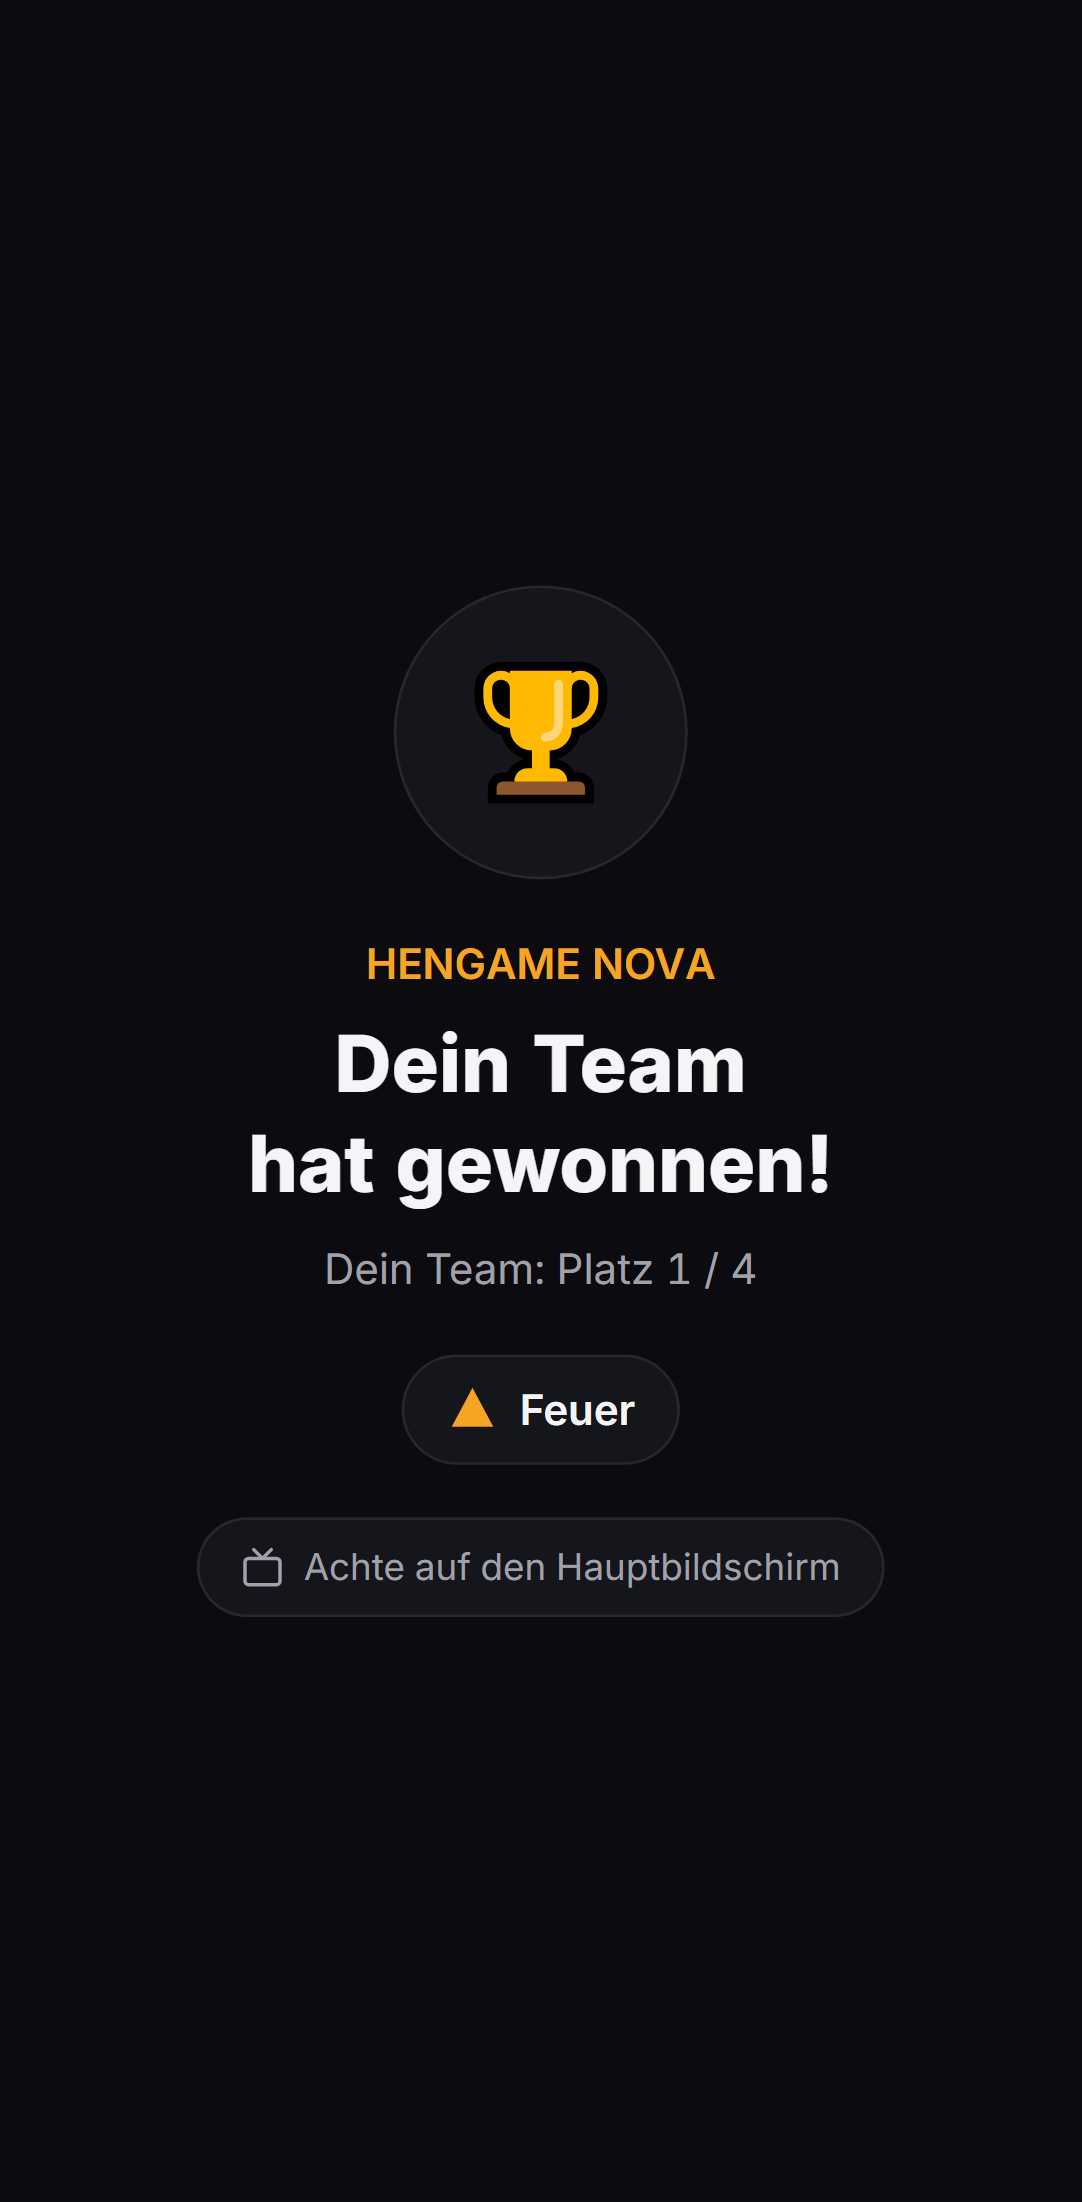 HENGAME NOVA
Dein Team
hat gewonnen!
Dein Team: Platz 1 / 4
Feuer
Achte auf den Hauptbildschirm